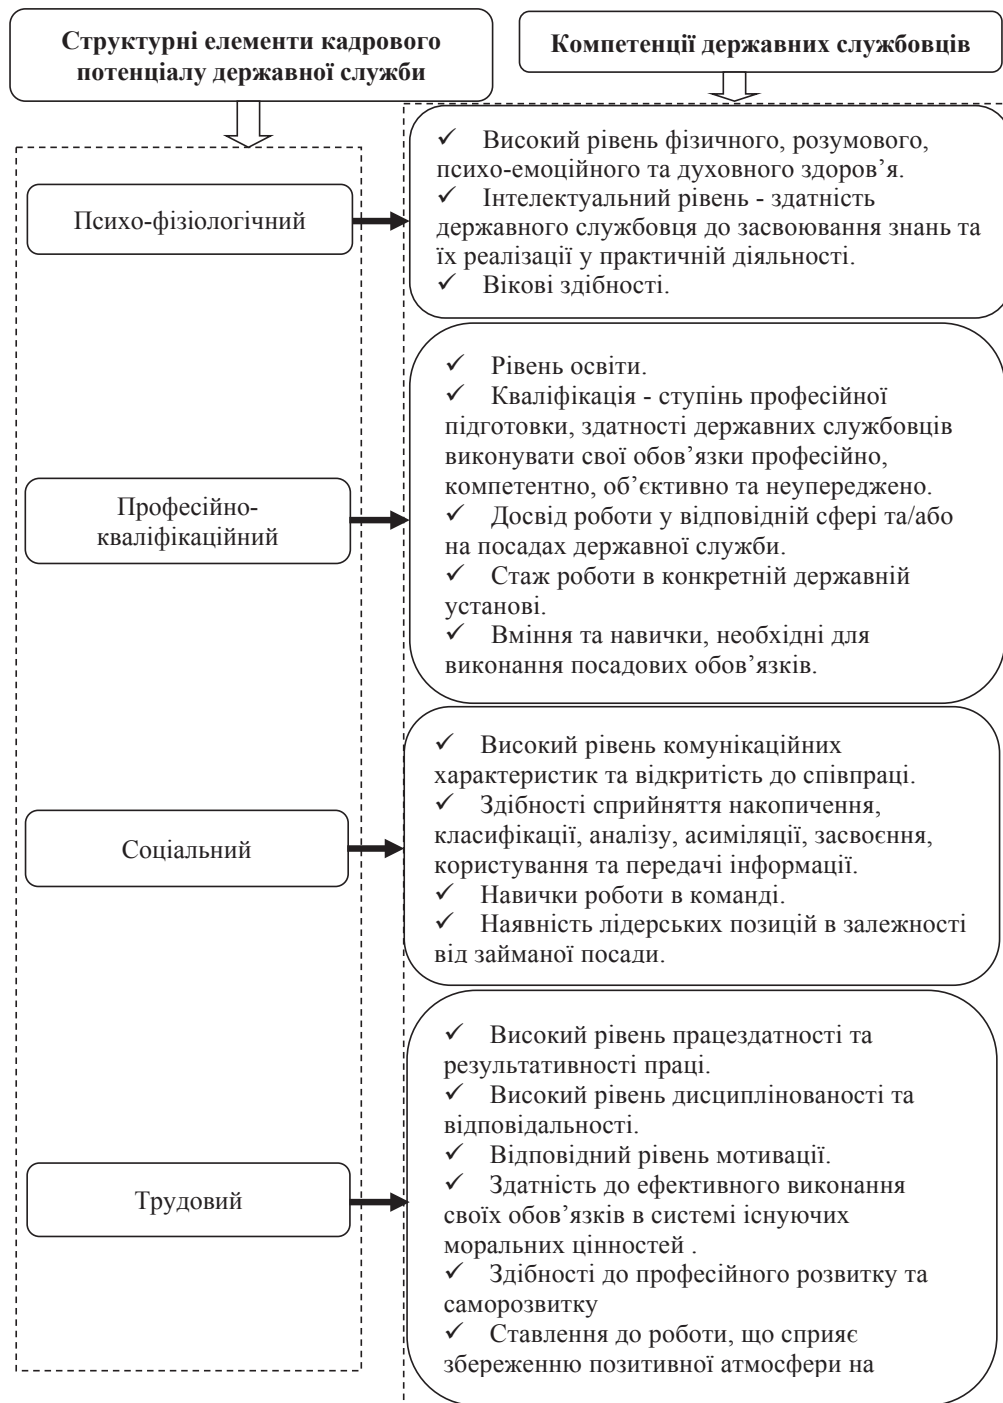 Структурні елементи кадрового
потенціалу державної служби
Компетенції державних службовців
Психо-фізіологічний
✓ Високий рівень фізичного, розумового,
психо-емоційного та духовного здоров’я.
✓ Інтелектуальний рівень - здатність
державного службовця до засвоювання знань та
їх реалізації у практичній діяльності.
✓ Вікові здібності.
Професійно-
кваліфікаційний
✓ Рівень освіти.
✓ Кваліфікація - ступінь професійної
підготовки, здатності державних службовців
виконувати свої обов’язки професійно,
компетентно, об’єктивно та неупереджено.
✓ Досвід роботи у відповідній сфері та/або
на посадах державної служби.
✓ Стаж роботи в конкретній державній
установі.
✓ Вміння та навички, необхідні для
виконання посадових обов’язків.
Соціальний
✓ Високий рівень комунікаційних
характеристик та відкритість до співпраці.
✓ Здібності сприйняття накопичення,
класифікації, аналізу, асиміляції, засвоєння,
користування та передачі інформації.
✓ Навички роботи в команді.
✓ Наявність лідерських позицій в залежності
від займаної посади.
Трудовий
✓ Високий рівень працездатності та
результативності праці.
✓ Високий рівень дисциплінованості та
відповідальності.
✓ Відповідний рівень мотивації.
✓ Здатність до ефективного виконання
своїх обов’язків в системі існуючих
моральних цінностей .
✓ Здібності до професійного розвитку та
саморозвитку
✓ Ставлення до роботи, що сприяє
збереженню позитивної атмосфери на